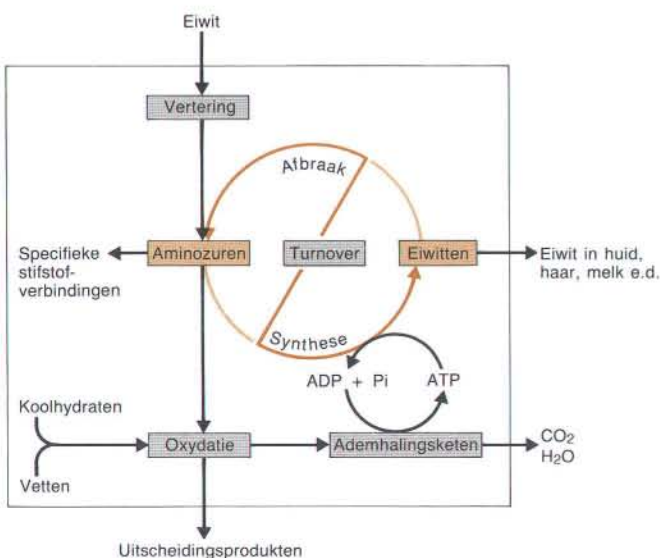 Eiwit
Vertering
Afbraak
Specifieke
stifstof-
verbindingen
Aminozuren
Turnover
Eiwitten
Eiwit in huid,
haar, melk e.d.
Synthese
ADP + Pi
ATP
Koolhydraten
Vetten
Oxydatie
Ademhalingsketen
CO2
H2O
Uitscheidingsprodukten